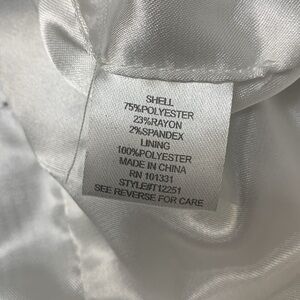 SHELL
75%POLYESTER
23%RAYON
2%SPANDEX
LINING
100%POLYESTER
MADE IN CHINA
RN 101331
STYLE#T12251
SEE REVERSE FOR CARE